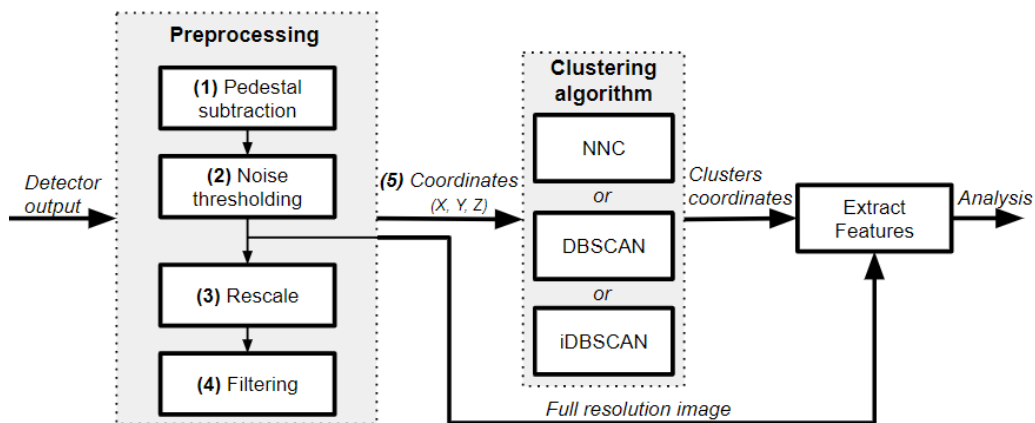 Preprocessing
(1) Pedestal
subtraction
(2) Noise
thresholding
(3) Rescale
(4) Filtering
Detector
output
(5) Coordinates
(X, Y, Z)
Clustering
algorithm
NNC
or
DBSCAN
or
iDBSCAN
Clusters
coordinates
Extract
Features
Analysis
Full resolution image